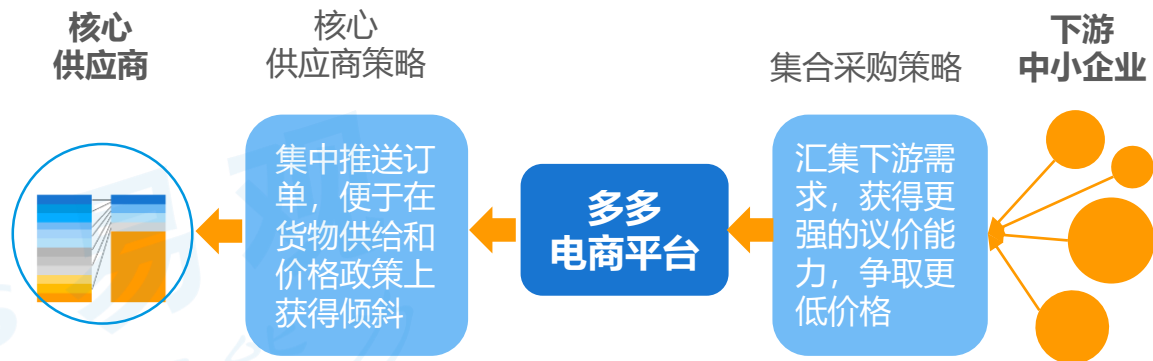 核心
供应商
核心
供应商策略
集合采购策略
下游
中小企业
集中推送订
单，便于在
货物供给和
价格政策上
获得倾斜
多多
电商平台
汇集下游需
求，获得更
强的议价能
力，争取更
低价格